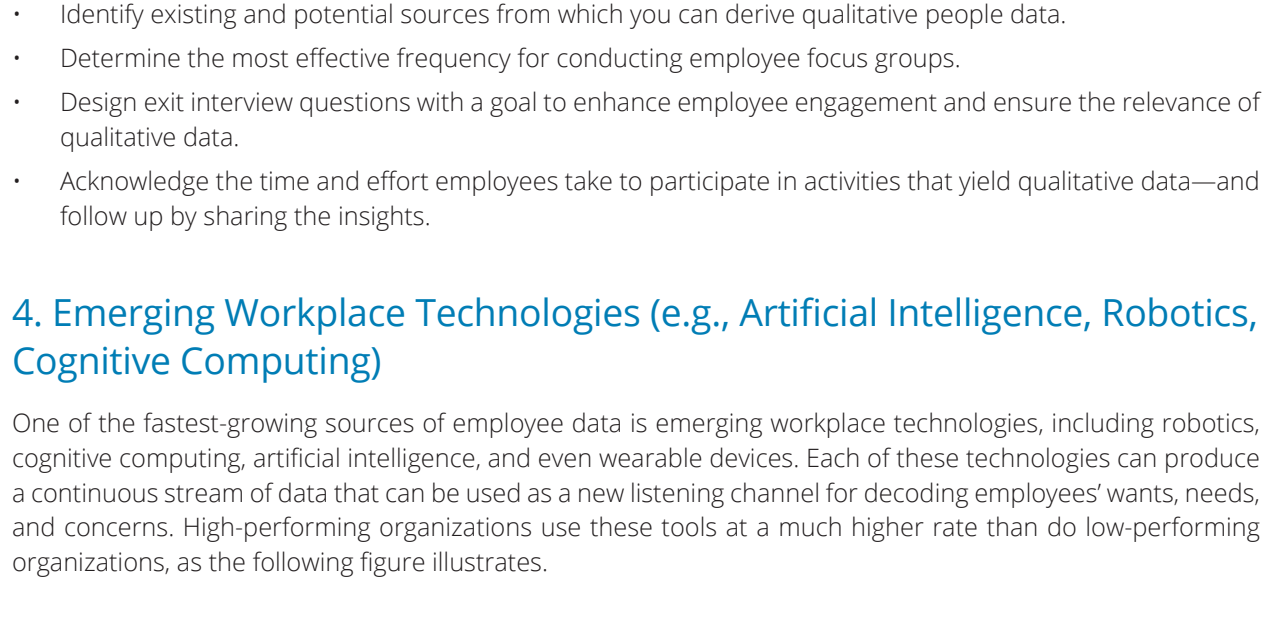 • Identify existing and potential sources from which you can derive qualitative people data.
• Determine the most effective frequency for conducting employee focus groups.
• Design exit interview questions with a goal to enhance employee engagement and ensure the relevance of
qualitative data.
• Acknowledge the time and effort employees take to participate in activities that yield qualitative data—and
follow up by sharing the insights.
4. Emerging Workplace Technologies (e.g., Artificial Intelligence, Robotics,
Cognitive Computing)
One of the fastest-growing sources of employee data is emerging workplace technologies, including robotics,
cognitive computing, artificial intelligence, and even wearable devices. Each of these technologies can produce
a continuous stream of data that can be used as a new listening channel for decoding employees’ wants, needs,
and concerns. High-performing organizations use these tools at a much higher rate than do low-performing
organizations, as the following figure illustrates.